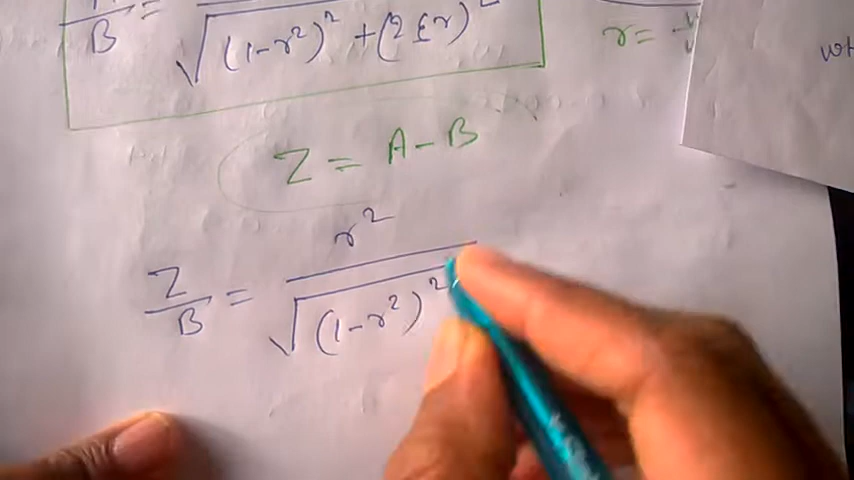 B = √(1-r²)² + (2ξr)²
r =
Z = A - B
Z/B = r² / √(1-r²)²